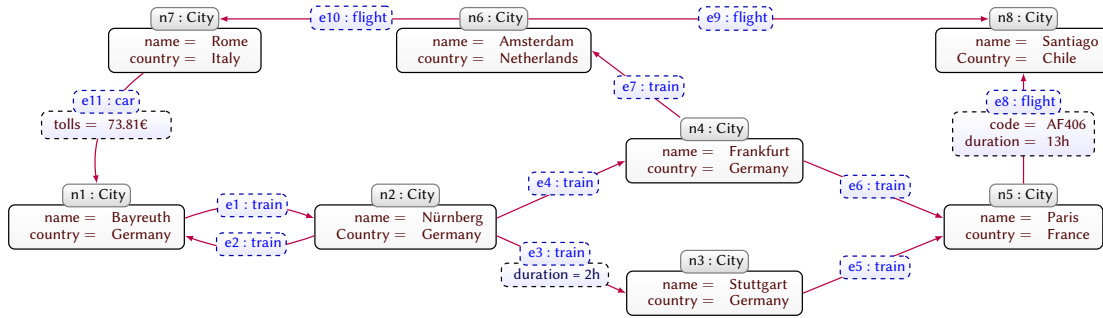 n7 : City
e10 : flight
n6 : City
e9 : flight
n8 : City
name = Rome
country = Italy
name = Amsterdam
country = Netherlands
name = Santiago
Country = Chile
e11 : car
tolls = 73.81€
e7 : train
e8 : flight
code = AF406
duration = 13h
n4 : City
name = Frankfurt
country = Germany
n1 : City
name = Bayreuth
country = Germany
e1 : train
e2 : train
n2 : City
name = Nürnberg
Country = Germany
e4 : train
e6 : train
n5 : City
name = Paris
country = France
e3 : train
duration = 2h
n3 : City
name = Stuttgart
country = Germany
e5 : train